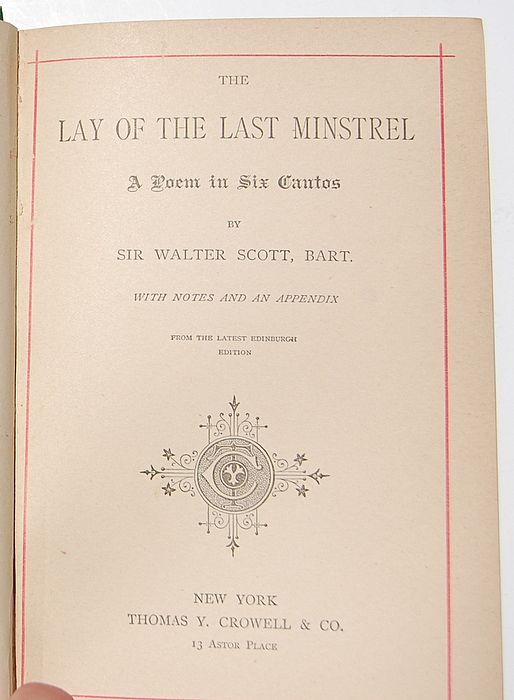 THE
LAY OF THE LAST MINSTREL
A Poem in Six Cantos
BY
SIR WALTER SCOTT, BART.
WITH NOTES AND AN APPENDIX
FROM THE LATEST EDINBURGH
EDITION
NEW YORK
THOMAS Y. CROWELL & CO.
13 ASTOR PLACE